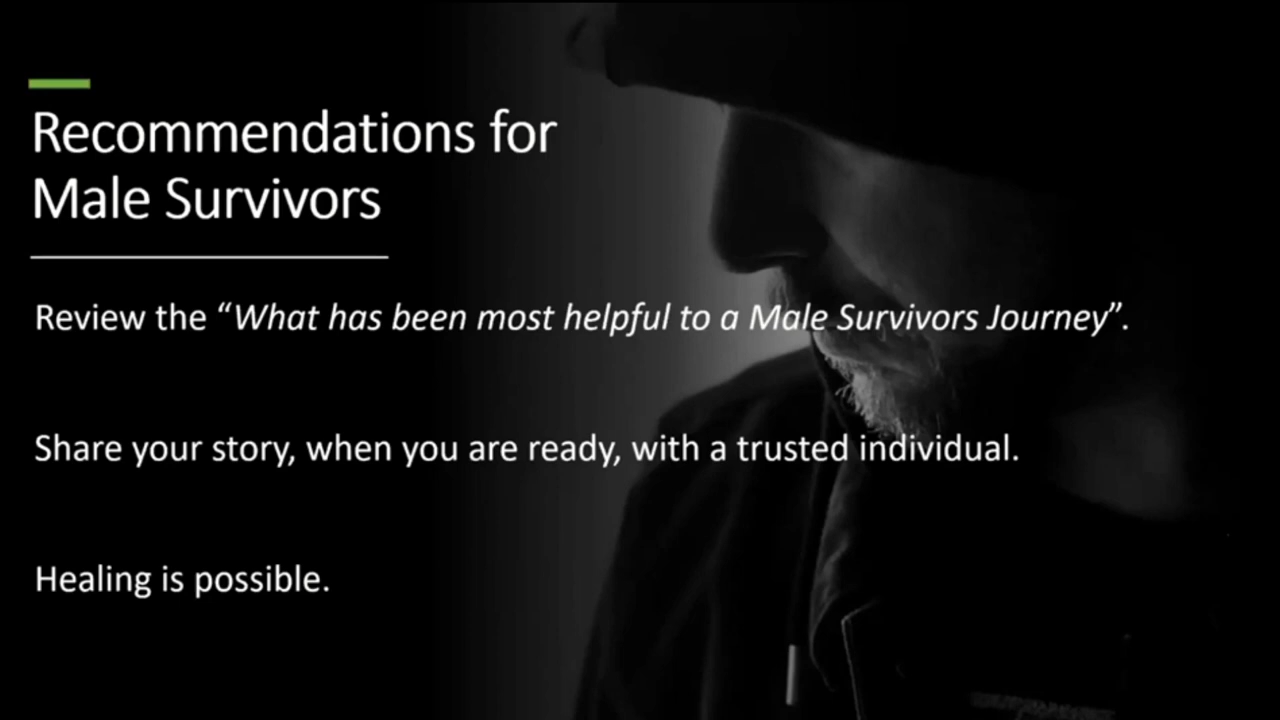 Recommendations for
Male Survivors
Review the “What has been most helpful to a Male Survivors Journey”.
Share your story, when you are ready, with a trusted individual.
Healing is possible.